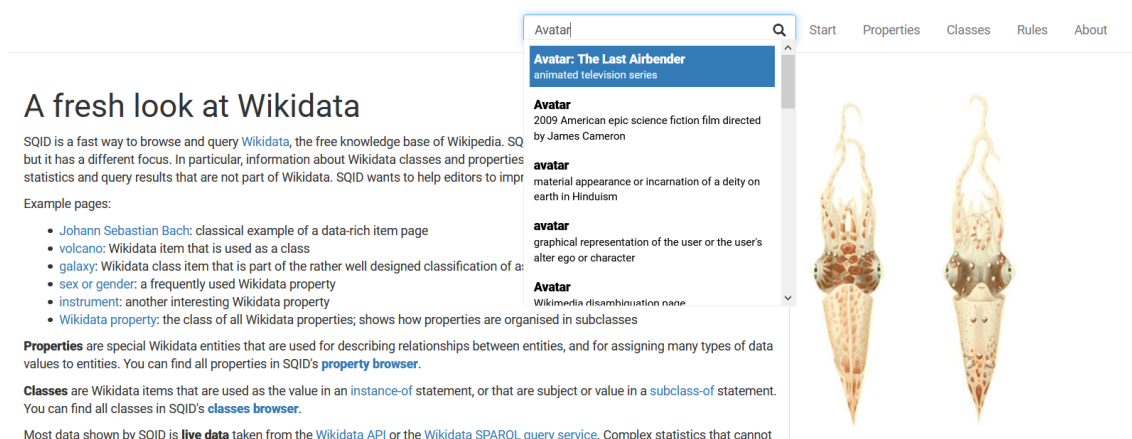 Avatar
Start Properties Classes Rules About
Avatar: The Last Airbender
animated television series
Avatar
2009 American epic science fiction film directed
by James Cameron
avatar
material appearance or incarnation of a deity on
earth in Hinduism
avatar
graphical representation of the user or the user's
alter ego or character
Avatar
Wikimedia disambiguation page
A fresh look at Wikidata
SQID is a fast way to browse and query Wikidata, the free knowledge base of Wikipedia. SQ
but it has a different focus. In particular, information about Wikidata classes and properties
statistics and query results that are not part of Wikidata. SQID wants to help editors to impr
Example pages:
• Johann Sebastian Bach: classical example of a data-rich item page
• volcano: Wikidata item that is used as a class
• galaxy: Wikidata class item that is part of the rather well designed classification of as
• sex or gender: a frequently used Wikidata property
• instrument: another interesting Wikidata property
• Wikidata property: the class of all Wikidata properties; shows how properties are organised in subclasses
Properties are special Wikidata entities that are used for describing relationships between entities, and for assigning many types of data
values to entities. You can find all properties in SQID's property browser.
Classes are Wikidata items that are used as the value in an instance-of statement, or that are subject or value in a subclass-of statement.
You can find all classes in SQID's classes browser.
Most data shown by SQID is live data taken from the Wikidata API or the Wikidata SPARQL query service. Complex statistics that cannot